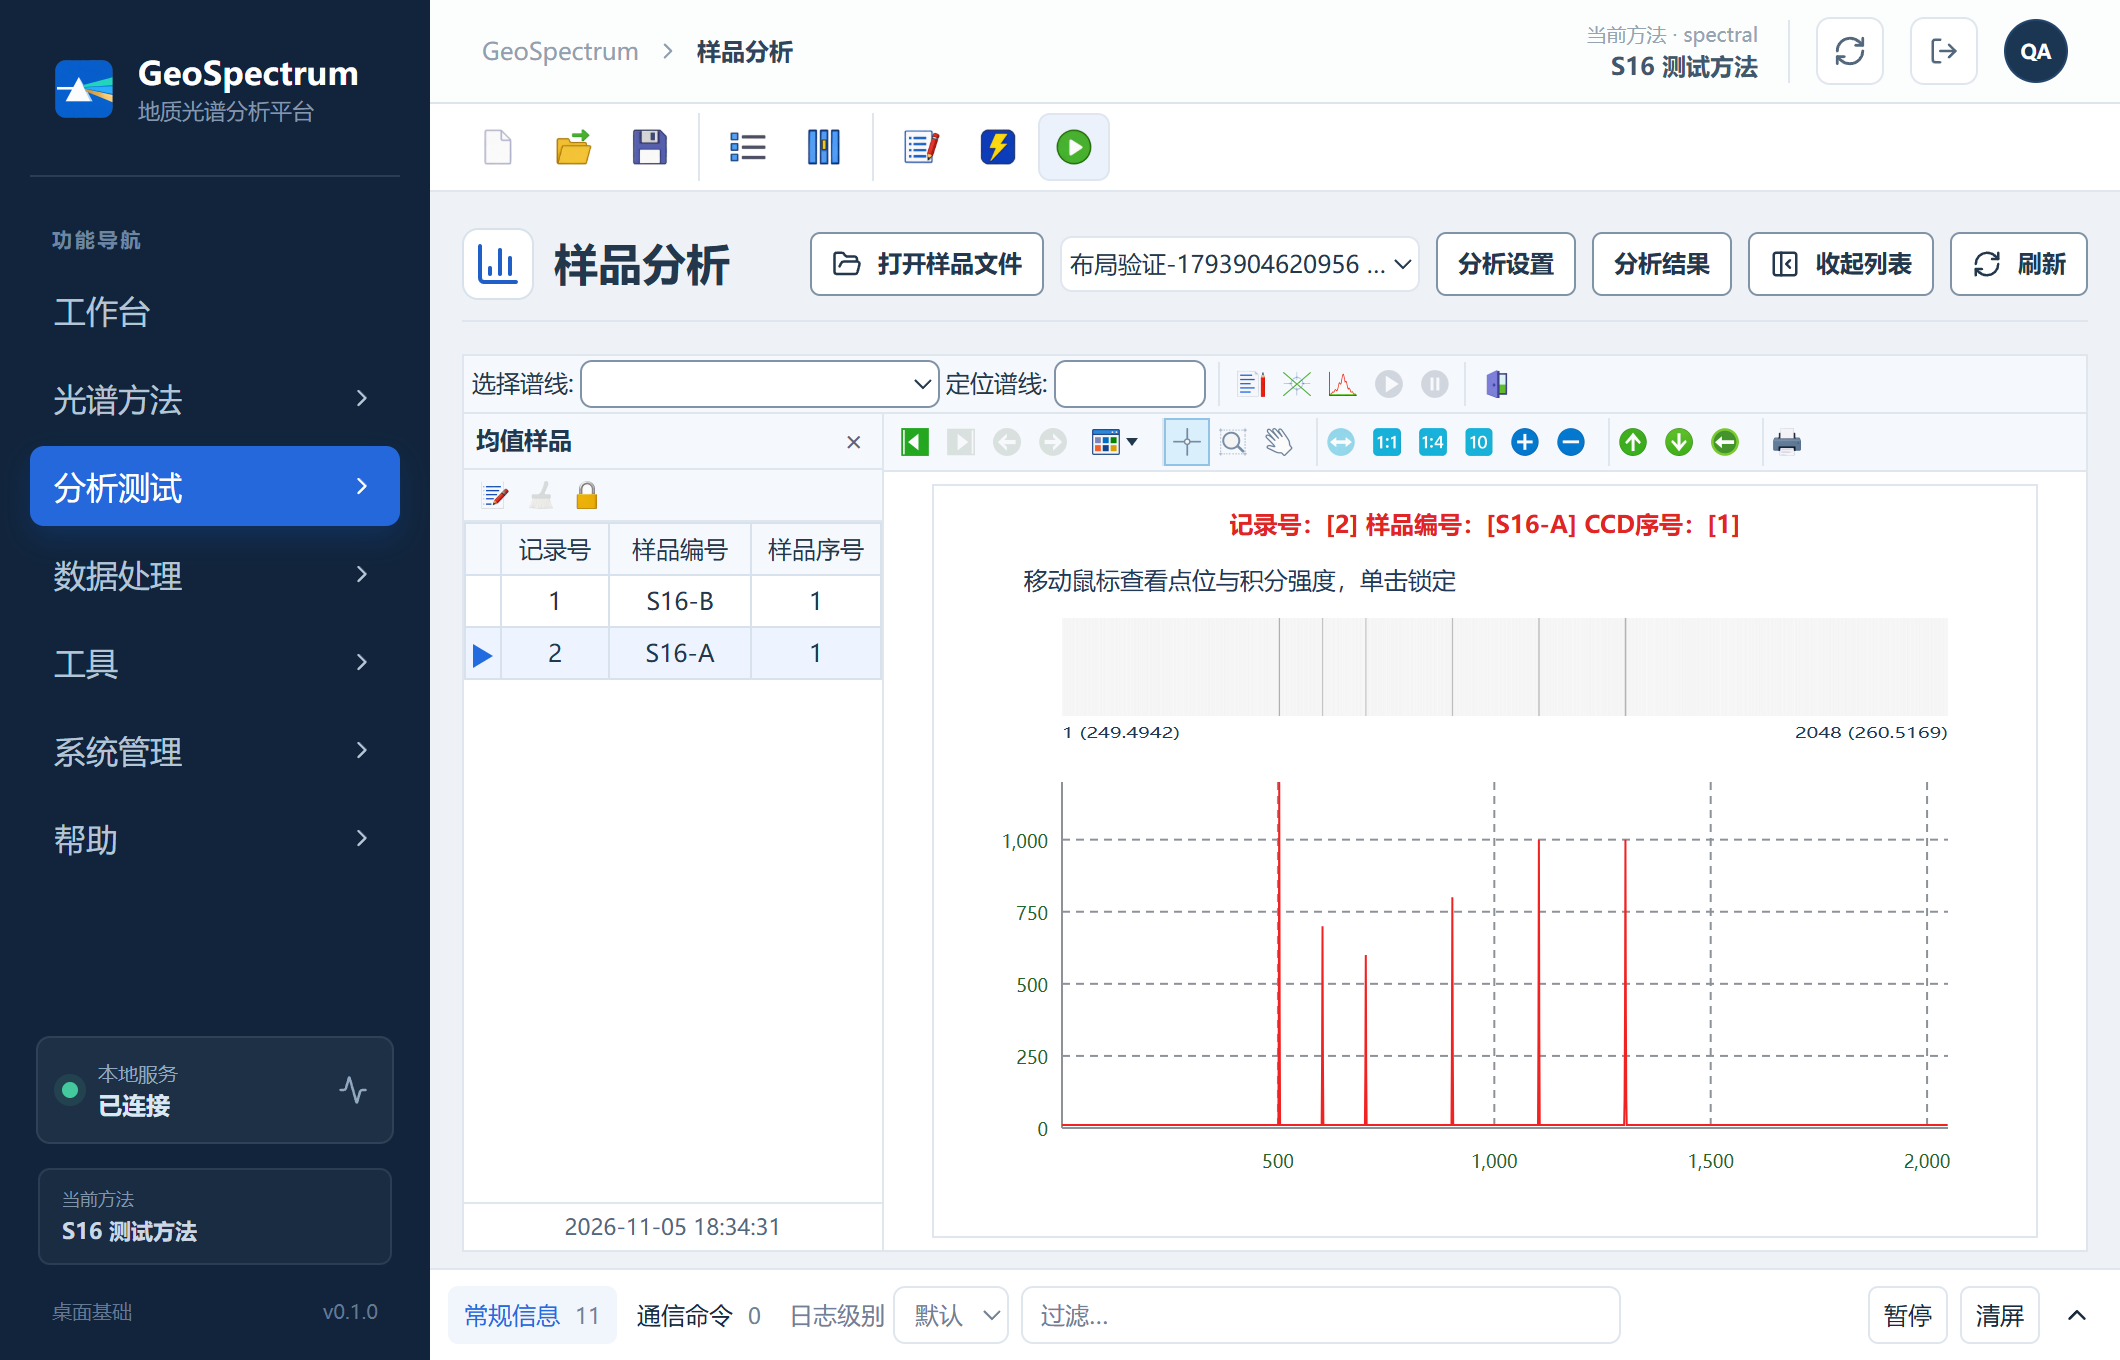 GeoSpectrum
地质光谱分析平台
功能导航
工作台
光谱方法
分析测试
数据处理
工具
系统管理
帮助
本地服务
已连接
当前方法
S16 测试方法
桌面基础 v0.1.0
GeoSpectrum 样品分析
当前方法 · spectral
S16 测试方法
QA
样品分析
打开样品文件
布局验证-1793904620956 ...
分析设置
分析结果
收起列表
刷新
选择谱线:
定位谱线:
均值样品
1:1 1:4 10
记录号 样品编号 样品序号
1 S16-B 1
2 S16-A 1
2026-11-05 18:34:31
记录号：[2] 样品编号：[S16-A] CCD序号：[1]
移动鼠标查看点位与积分强度，单击锁定
1 (249.4942) 2048 (260.5169)
1,000
750
500
250
0
500 1,000 1,500 2,000
常规信息 11 通信命令 0 日志级别 默认 过滤... 暂停 清屏